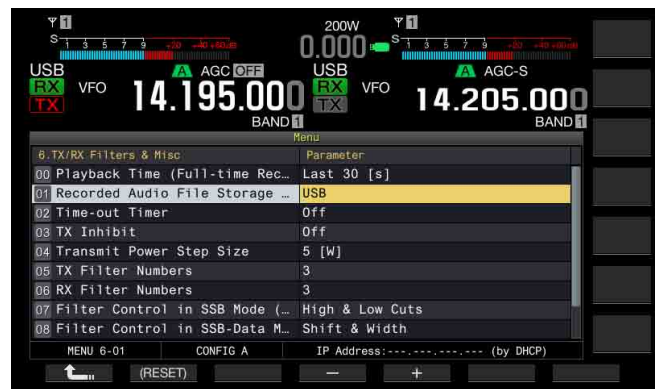 1 200W 1
S 1 3 5 7 9 +20 +40 +60dB 0.000 S 1 3 5 7 9 +20 +40 +60dB
USB A AGC OFF USB A AGC-S
RX VFO 14.195.000 RX VFO 14.205.000
TX TX
BAND 1 BAND 1
Menu
6.TX/RX Filters & Misc Parameter
00 Playback Time (Full-time Rec… Last 30 [s]
01 Recorded Audio File Storage … USB
02 Time-out Timer Off
03 TX Inhibit Off
04 Transmit Power Step Size 5 [W]
05 TX Filter Numbers 3
06 RX Filter Numbers 3
07 Filter Control in SSB Mode (… High & Low Cuts
08 Filter Control in SSB-Data M… Shift & Width
MENU 6-01 CONFIG A IP Address:---.---.---.--- (by DHCP)
(RESET) − +